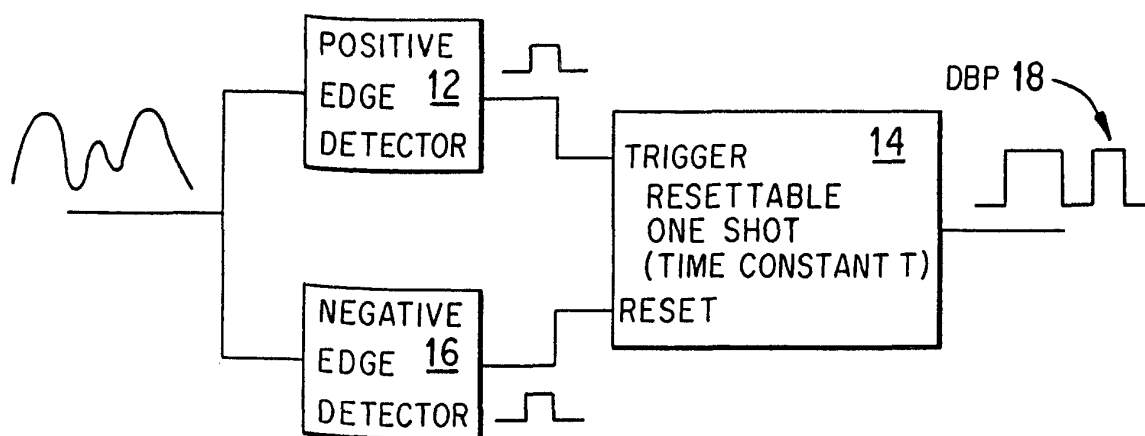 POSITIVE
EDGE 12
DETECTOR
DBP 18
14
TRIGGER
RESETTABLE
ONE SHOT
(TIME CONSTANT T)
RESET
NEGATIVE
EDGE 16
DETECTOR